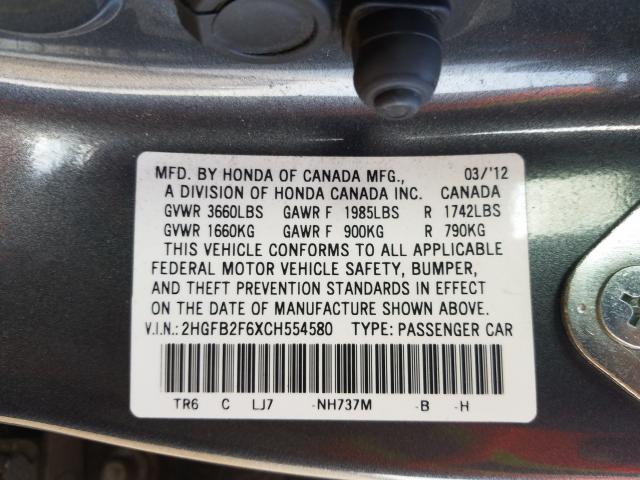 MFD. BY HONDA OF CANADA MFG., 03/'12
A DIVISION OF HONDA CANADA INC. CANADA
GVWR 3660LBS GAWR F 1985LBS R 1742LBS
GVWR 1660KG GAWR F 900KG R 790KG
THIS VEHICLE CONFORMS TO ALL APPLICABLE
FEDERAL MOTOR VEHICLE SAFETY, BUMPER,
AND THEFT PREVENTION STANDARDS IN EFFECT
ON THE DATE OF MANUFACTURE SHOWN ABOVE.
V.I.N.:2HGFB2F6XCH554580 TYPE: PASSENGER CAR
TR6 C LJ7 -NH737M -B -H